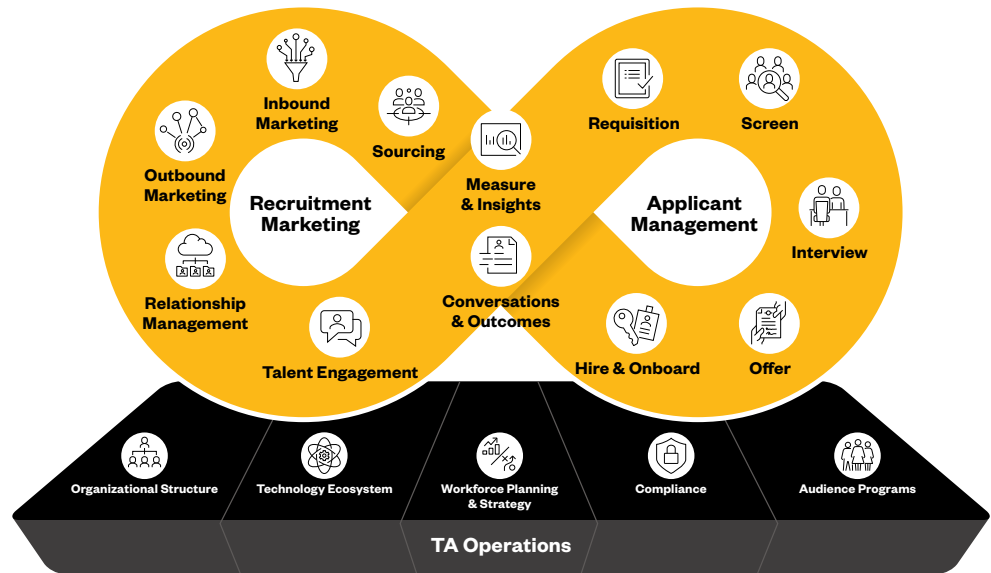 Inbound
Marketing
Sourcing
Outbound
Marketing
Recruitment
Marketing
Relationship
Management
Talent Engagement
Measure
& Insights
Conversations
& Outcomes
Requisition
Screen
Applicant
Management
Interview
Hire & Onboard
Offer
Organizational Structure
Technology Ecosystem
Workforce Planning
& Strategy
Compliance
Audience Programs
TA Operations